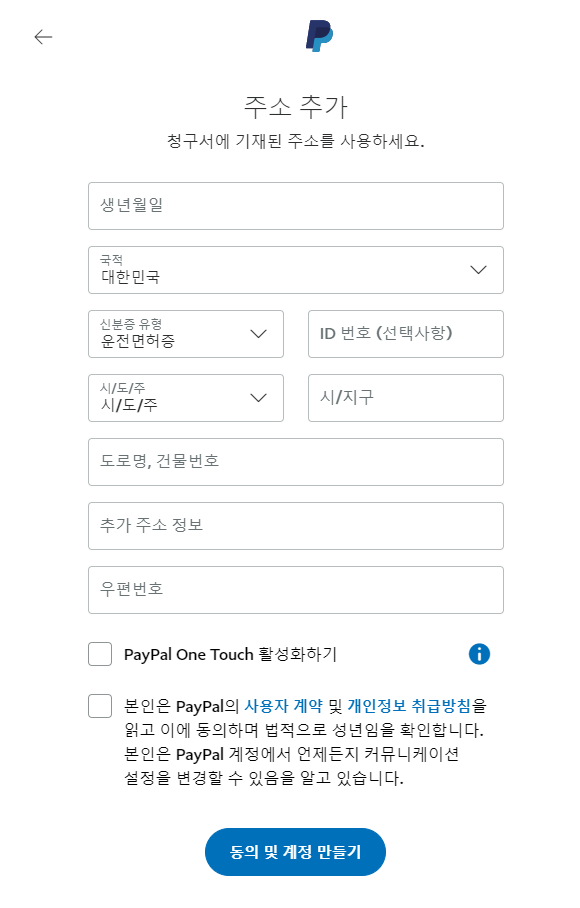 주소 추가
청구서에 기재된 주소를 사용하세요.
생년월일
국적
대한민국
신분증 유형
운전면허증
ID 번호 (선택사항)
시/도/주
시/도/주
시/지구
도로명, 건물번호
추가 주소 정보
우편번호
PayPal One Touch 활성화하기
본인은 PayPal의 사용자 계약 및 개인정보 취급방침을
읽고 이에 동의하며 법적으로 성년임을 확인합니다.
본인은 PayPal 계정에서 언제든지 커뮤니케이션
설정을 변경할 수 있음을 알고 있습니다.
동의 및 계정 만들기